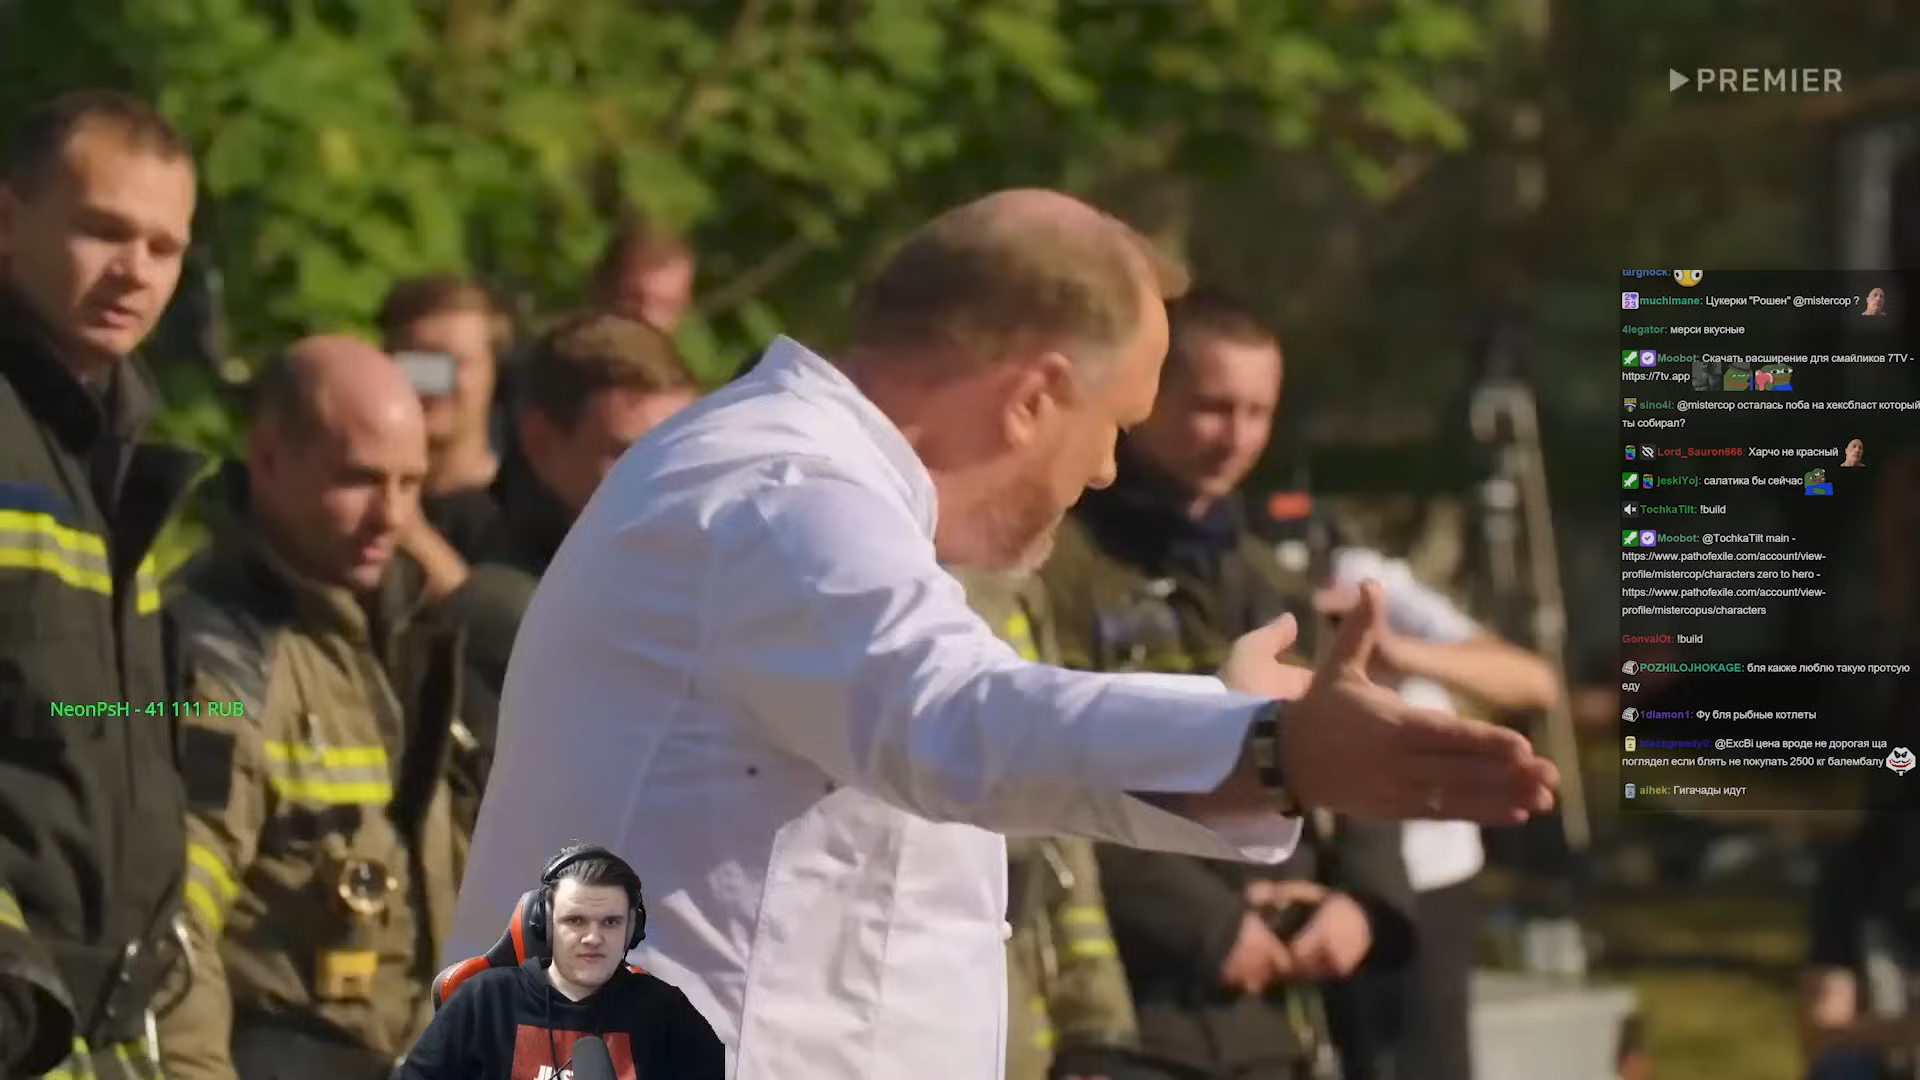 PREMIER
targnock:
muchimane: Цукерки "Рошен" @mistercop ?
4legator: мерси вкусные
Moobot: Скачать расширение для смайликов 7TV -
https://7tv.app
sino4i: @mistercop осталась поба на хексбласт который
ты собирал?
Lord_Sauron666: Харчо не красный
jeskiYoj: салатика бы сейчас
TochkaTilt: !build
Moobot: @TochkaTilt main -
https://www.pathofexile.com/account/view-
profile/mistercop/characters zero to hero -
https://www.pathofexile.com/account/view-
profile/mistercopus/characters
GonvalOt: !build
POZHILOJHOKAGE: бля какже люблю такую протсую
еду
1diamon1: Фу бля рыбные котлеты
blackgreedy0: @ExcBi цена вроде не дорогая ща
поглядел если блять не покупать 2500 кг балембалу
aihek: Гигачады идут
NeonPsH - 41 111 RUB